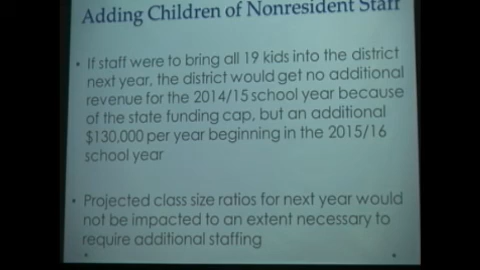 Adding Children of Nonresident Staff
• If staff were to bring all 19 kids into the district
next year, the district would get no additional
revenue for the 2014/15 school year because
of the state funding cap, but an additional
$130,000 per year beginning in the 2015/16
school year
• Projected class size ratios for next year would
not be impacted to an extent necessary to
require additional staffing